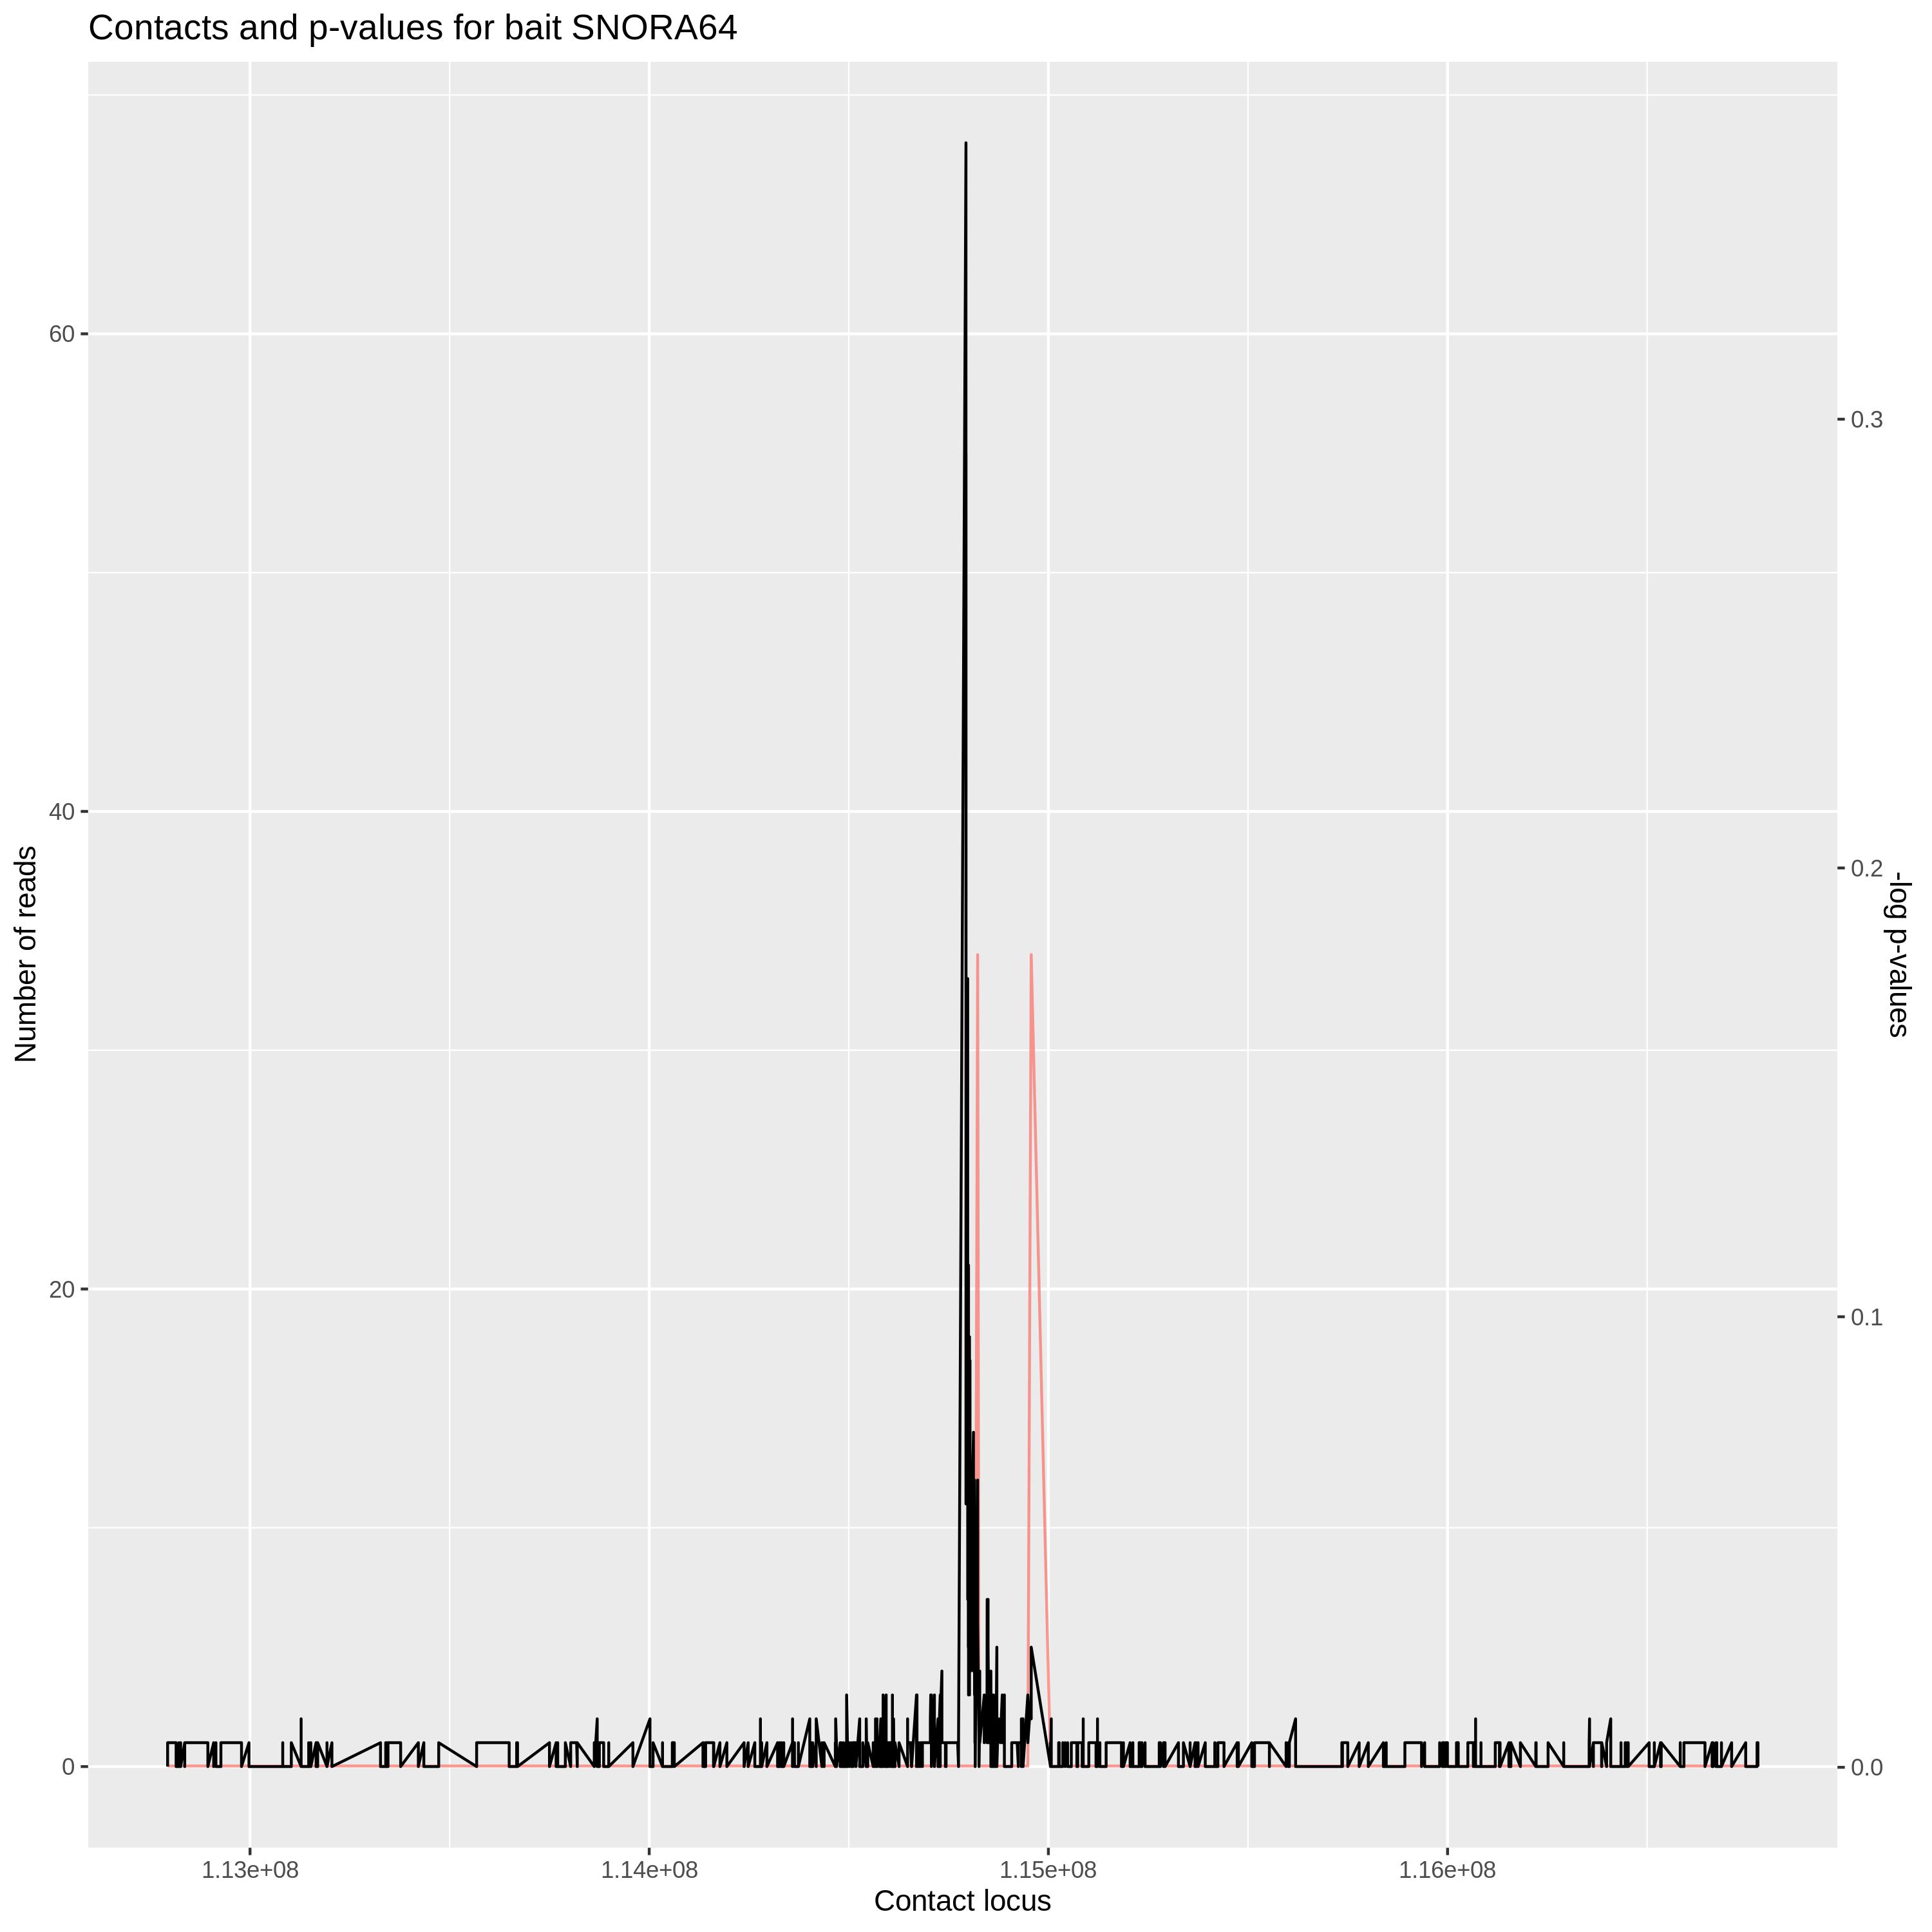 Contacts and p-values for bait SNORA64
Number of reads
60
40
20
0
0.3
0.2
0.1
0.0
-log p-values
1.13e+08
1.14e+08
1.15e+08
1.16e+08
Contact locus